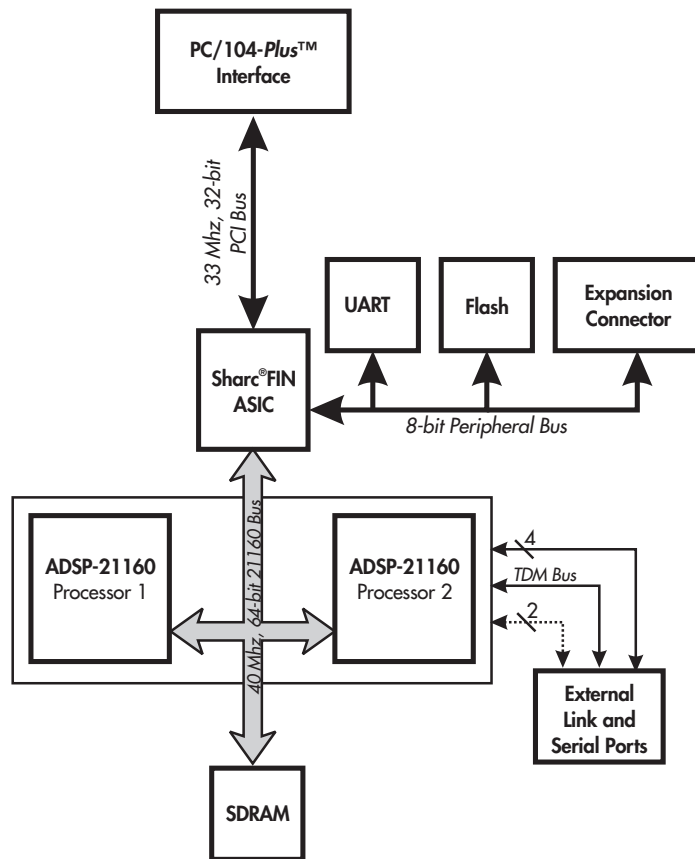 PC/104-Plus™
Interface
33 Mhz, 32-bit
PCI Bus
UART
Flash
Expansion
Connector
Sharc®FIN
ASIC
8-bit Peripheral Bus
40 Mhz, 64-bit 21160 Bus
ADSP-21160
Processor 1
ADSP-21160
Processor 2
4
TDM Bus
2
External
Link and
Serial Ports
SDRAM